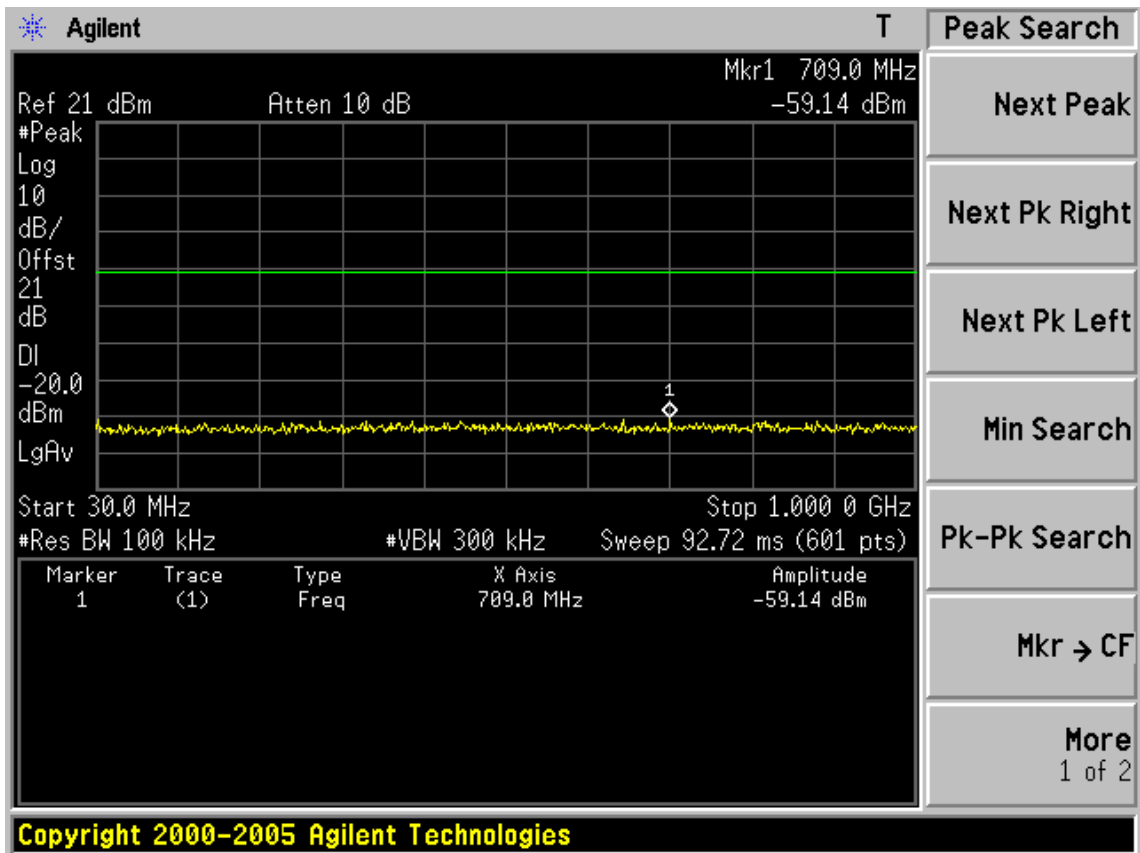 Agilent T
Peak Search
Mkr1 709.0 MHz
Ref 21 dBm Atten 10 dB -59.14 dBm
#Peak
Log
10
dB/
Offst
21
dB
DI
-20.0
dBm
LgAv
1
Start 30.0 MHz Stop 1.000 0 GHz
#Res BW 100 kHz #VBW 300 kHz Sweep 92.72 ms (601 pts)
Marker Trace Type X Axis Amplitude
1 (1) Freq 709.0 MHz -59.14 dBm
Next Peak
Next Pk Right
Next Pk Left
Min Search
Pk-Pk Search
Mkr → CF
More
1 of 2
Copyright 2000-2005 Agilent Technologies